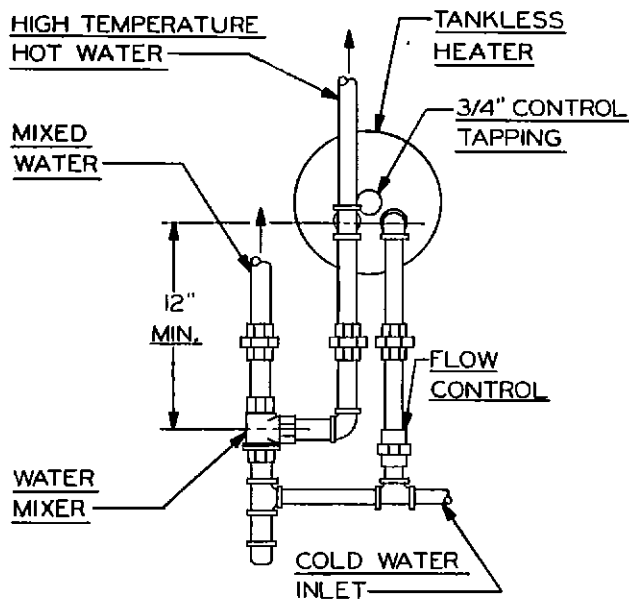 HIGH TEMPERATURE
HOT WATER
TANKLESS
HEATER
3/4" CONTROL
TAPPING
MIXED
WATER
12"
MIN.
FLOW
CONTROL
WATER
MIXER
COLD WATER
INLET